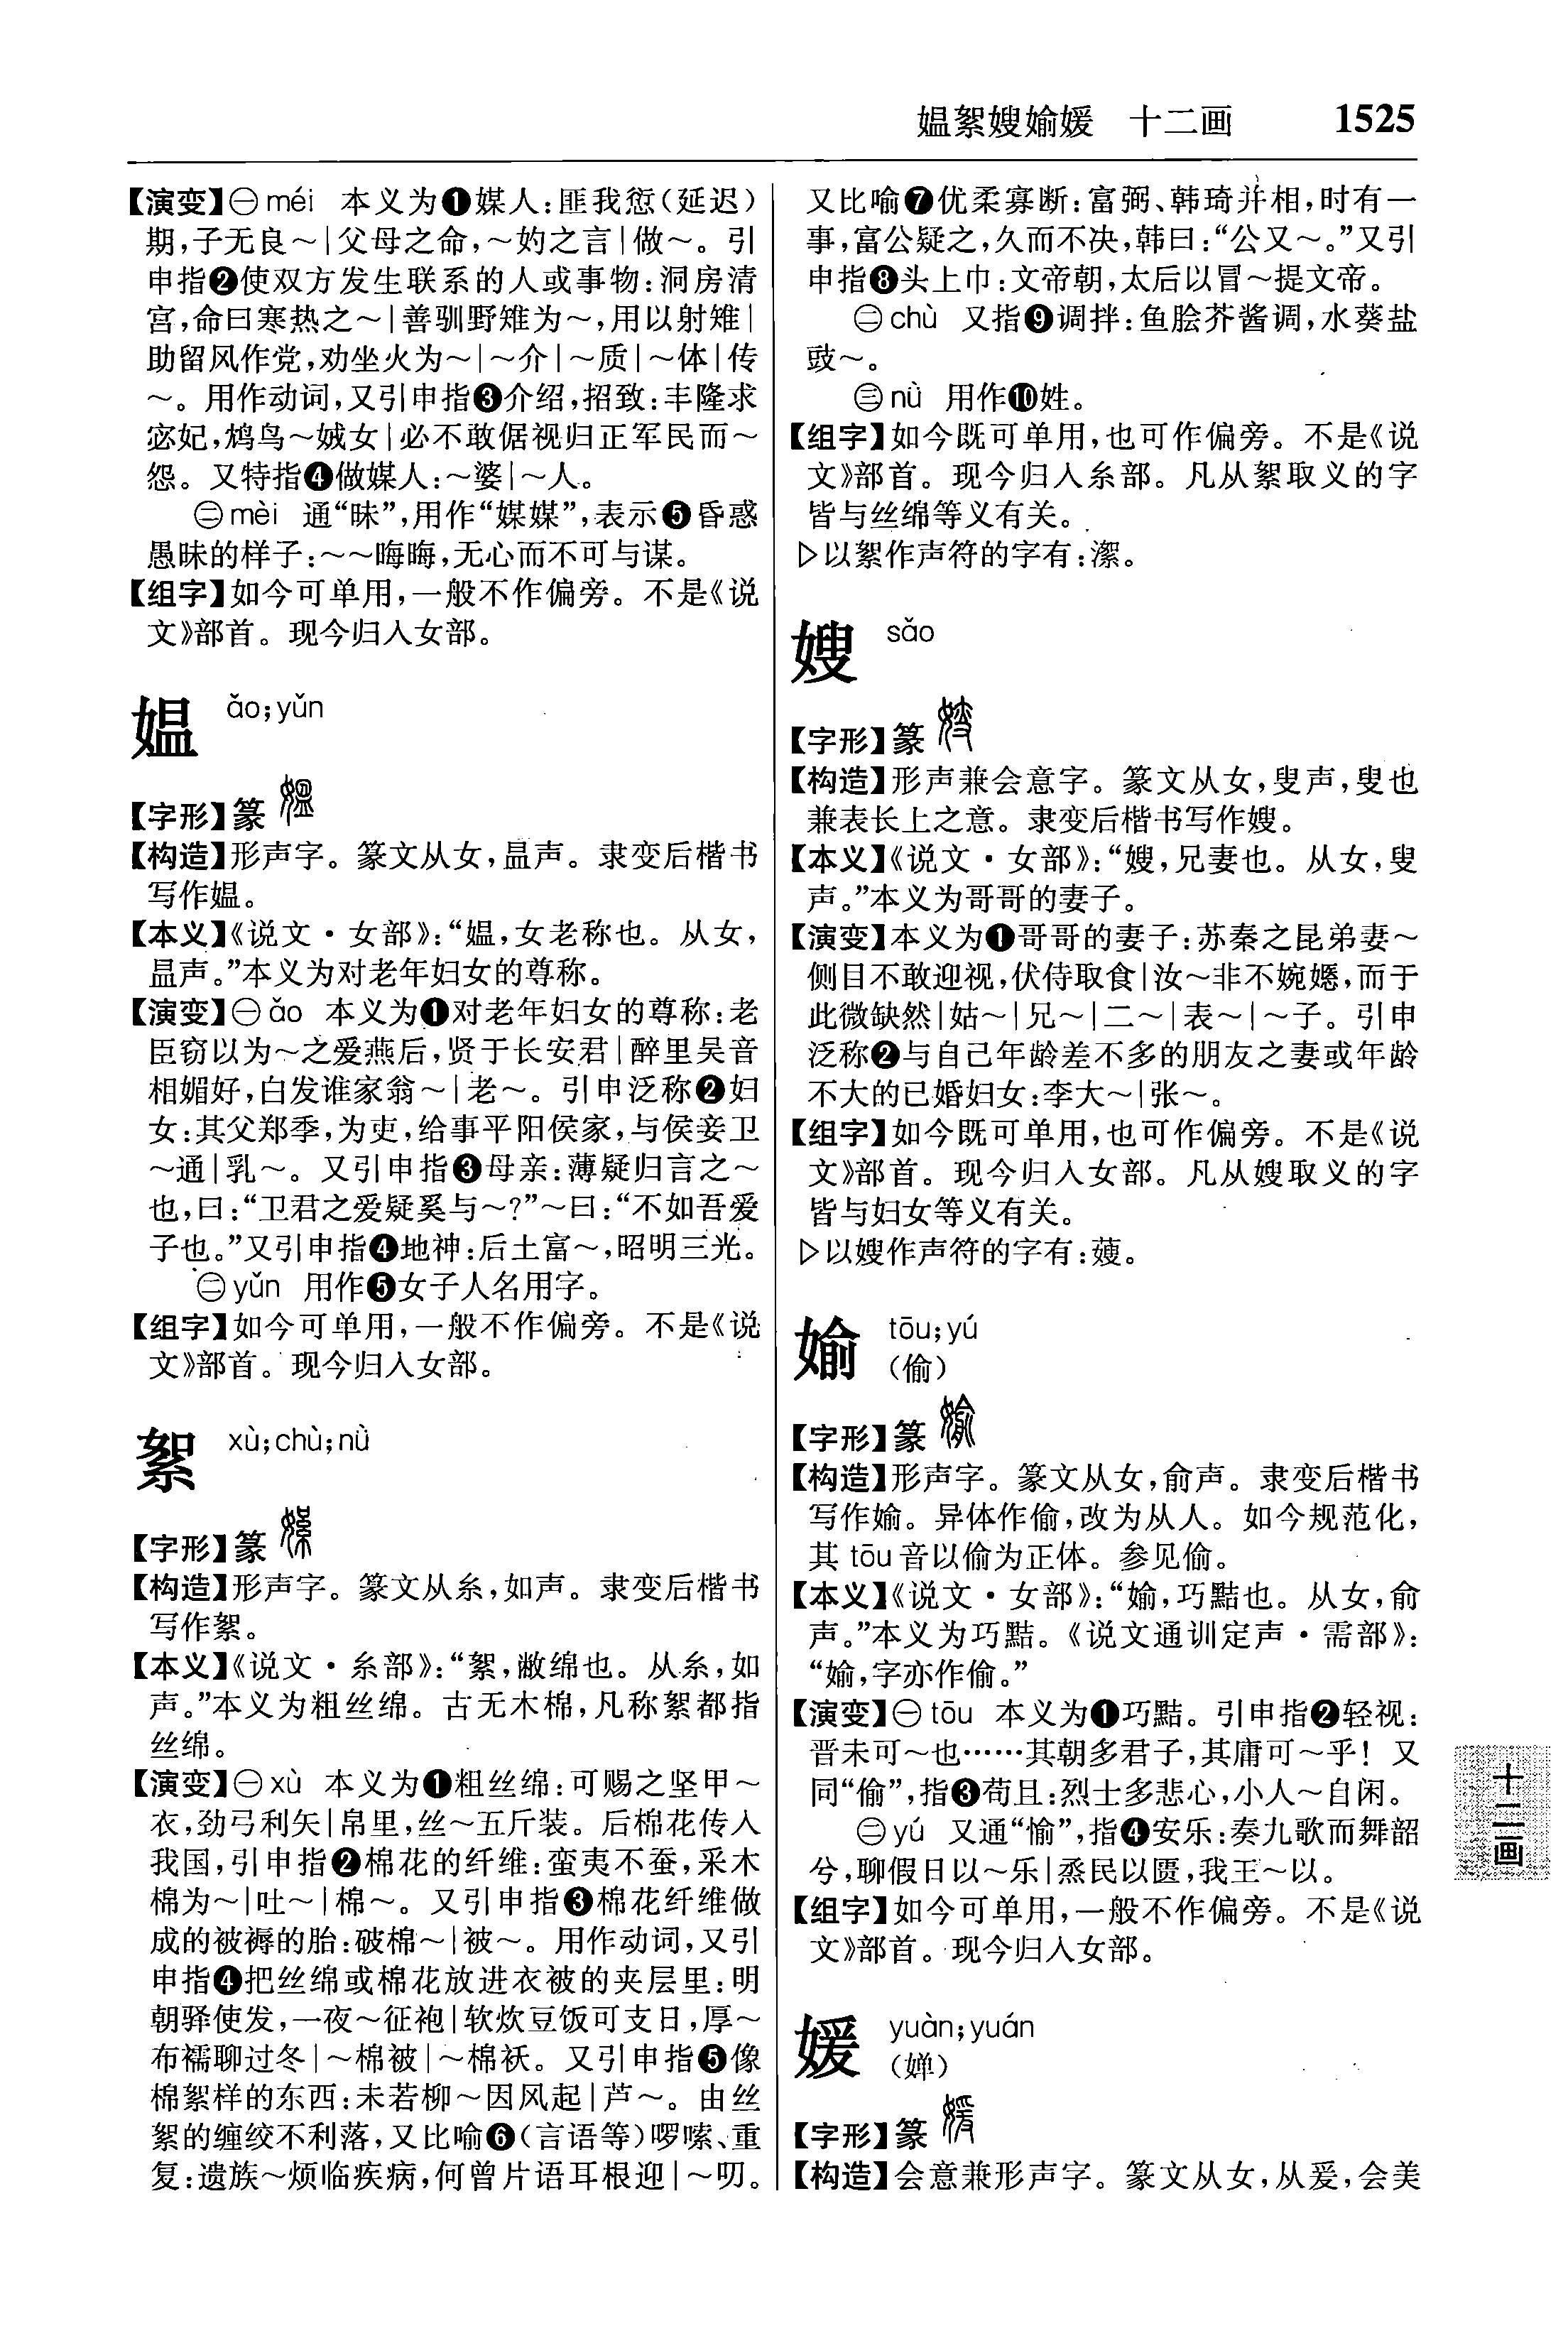 媪絮嫂媮媛 十二画 1525
【演变】㊀méi 本义为❶媒人:匪我愆(延迟)
期,子无良～|父母之命,～妁之言|做～。引
申指❷使双方发生联系的人或事物:洞房清
宫,命曰寒热之～|善驯野雉为～,用以射雉|
助留风作党,劝坐火为～|～介|～质|～体|传
～。用作动词,又引申指❸介绍,招致:丰隆求
宓妃,鸩鸟～娀女|必不敢倨视归正军民而～
怨。又特指❹做媒人:～婆|～人。
㊁mèi 通“昧”,用作“媒媒”,表示❺昏惑
愚昧的样子:～～晦晦,无心而不可与谋。
【组字】如今可单用,一般不作偏旁。不是《说
文》部首。现今归入女部。
媪 ǎo;yǔn
【字形】篆
【构造】形声字。篆文从女,昷声。隶变后楷书
写作媪。
【本义】《说文·女部》:“媪,女老称也。从女,
昷声。”本义为对老年妇女的尊称。
【演变】㊀ǎo 本义为❶对老年妇女的尊称:老
臣窃以为～之爱燕后,贤于长安君|醉里吴音
相媚好,白发谁家翁～|老～。引申泛称❷妇
女:其父郑季,为吏,给事平阳侯家,与侯妾卫
～通|乳～。又引申指❸母亲:薄疑归言之～
也,曰:“卫君之爱疑奚与～?”～曰:“不如吾爱
子也。”又引申指❹地神:后土富～,昭明三光。
㊁yǔn 用作❺女子人名用字。
【组字】如今可单用,一般不作偏旁。不是《说
文》部首。现今归入女部。
絮 xù;chù;nǜ
【字形】篆
【构造】形声字。篆文从糸,如声。隶变后楷书
写作絮。
【本义】《说文·糸部》:“絮,敝绵也。从糸,如
声。”本义为粗丝绵。古无木棉,凡称絮都指
丝绵。
【演变】㊀xù 本义为❶粗丝绵:可赐之坚甲～
衣,劲弓利矢|帛里,丝～五斤装。后棉花传入
我国,引申指❷棉花的纤维:蛮夷不蚕,采木
棉为～|吐～|棉～。又引申指❸棉花纤维做
成的被褥的胎:破棉～|被～。用作动词,又引
申指❹把丝绵或棉花放进衣被的夹层里:明
朝驿使发,一夜～征袍|软炊豆饭可支日,厚～
布襦聊过冬|～棉被|～棉袄。又引申指❺像
棉絮样的东西:未若柳～因风起|芦～。由丝
絮的缠绞不利落,又比喻❻(言语等)啰嗦、重
复:遗族～烦临疾病,何曾片语耳根迎|～叨。
又比喻❼优柔寡断:富弼、韩琦并相,时有一
事,富公疑之,久而不决,韩曰:“公又～。”又引
申指❽头上巾:文帝朝,太后以冒～提文帝。
㊁chù 又指❾调拌:鱼脍芥酱调,水葵盐
豉～。
㊂nǜ 用作❿姓。
【组字】如今既可单用,也可作偏旁。不是《说
文》部首。现今归入糸部。凡从絮取义的字
皆与丝绵等义有关。
▷以絮作声符的字有:㵖。
嫂 sǎo
【字形】篆
【构造】形声兼会意字。篆文从女,叟声,叟也
兼表长上之意。隶变后楷书写作嫂。
【本义】《说文·女部》:“嫂,兄妻也。从女,叟
声。”本义为哥哥的妻子。
【演变】本义为❶哥哥的妻子:苏秦之昆弟妻～
侧目不敢迎视,伏侍取食|汝～非不婉嫕,而于
此微缺然|姑～|兄～|二～|表～|～子。引申
泛称❷与自己年龄差不多的朋友之妻或年龄
不大的已婚妇女:李大～|张～。
【组字】如今既可单用,也可作偏旁。不是《说
文》部首。现今归入女部。凡从嫂取义的字
皆与妇女等义有关。
▷以嫂作声符的字有:薮。
媮 tōu;yú
(偷)
【字形】篆
【构造】形声字。篆文从女,俞声。隶变后楷书
写作媮。异体作偷,改为从人。如今规范化,
其 tōu 音以偷为正体。参见偷。
【本义】《说文·女部》:“媮,巧黠也。从女,俞
声。”本义为巧黠。《说文通训定声·需部》:
“媮,字亦作偷。”
【演变】㊀tōu 本义为❶巧黠。引申指❷轻视:
晋未可～也……其朝多君子,其庸可～乎!又
同“偷”,指❸苟且:烈士多悲心,小人～自闲。
㊁yú 又通“愉”,指❹安乐:奏九歌而舞韶
兮,聊假日以～乐|烝民以匮,我王～以。
【组字】如今可单用,一般不作偏旁。不是《说
文》部首。现今归入女部。
媛 yuàn;yuán
(婵)
【字形】篆
【构造】会意兼形声字。篆文从女,从爰,会美
十二画